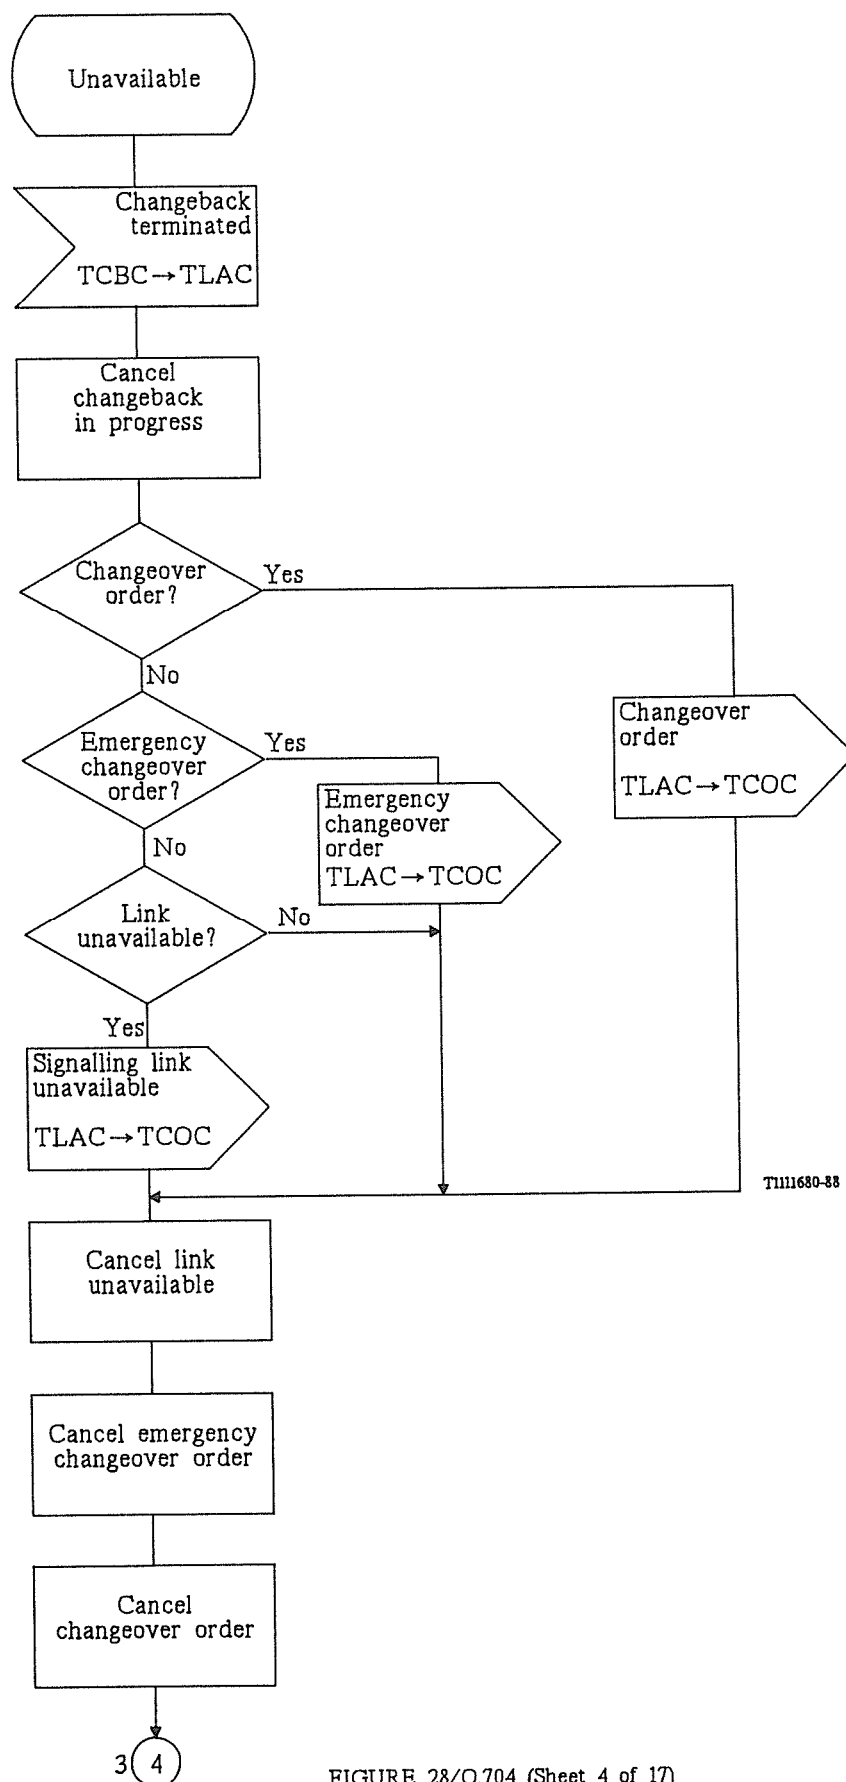 Unavailable
Changeback
terminated
TCBC→TLAC
Cancel
changeback
in progress
Changeover
order?
Yes
No
Changeover
order
TLAC→TCOC
Emergency
changeover
order?
Yes
Emergency
changeover
order
TLAC→TCOC
No
Link
unavailable?
No
Yes
Signalling link
unavailable
TLAC→TCOC
T1111680-88
Cancel link
unavailable
Cancel emergency
changeover order
Cancel
changeover order
3 4
FIGURE 28/Q.704 (Sheet 4 of 17)